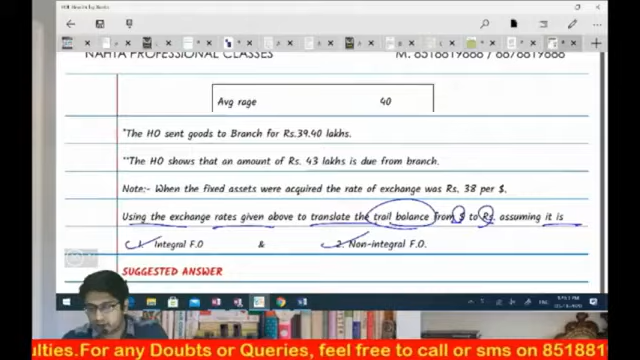 NAHTA PROFESSIONAL CLASSES M. 8518819888 / 8878819888
Avg rage 40
*The HO sent goods to Branch for Rs.39.40 lakhs.
**The HO shows that an amount of Rs. 43 lakhs is due from branch.
Note:- When the fixed assets were acquired the rate of exchange was Rs. 38 per $.
Using the exchange rates given above to translate the trail balance from $ to Rs. assuming it is
1. Integral F.O & 2. Non-integral F.O.
SUGGESTED ANSWER
ulties.For any Doubts or Queries, feel free to call or sms on 851881